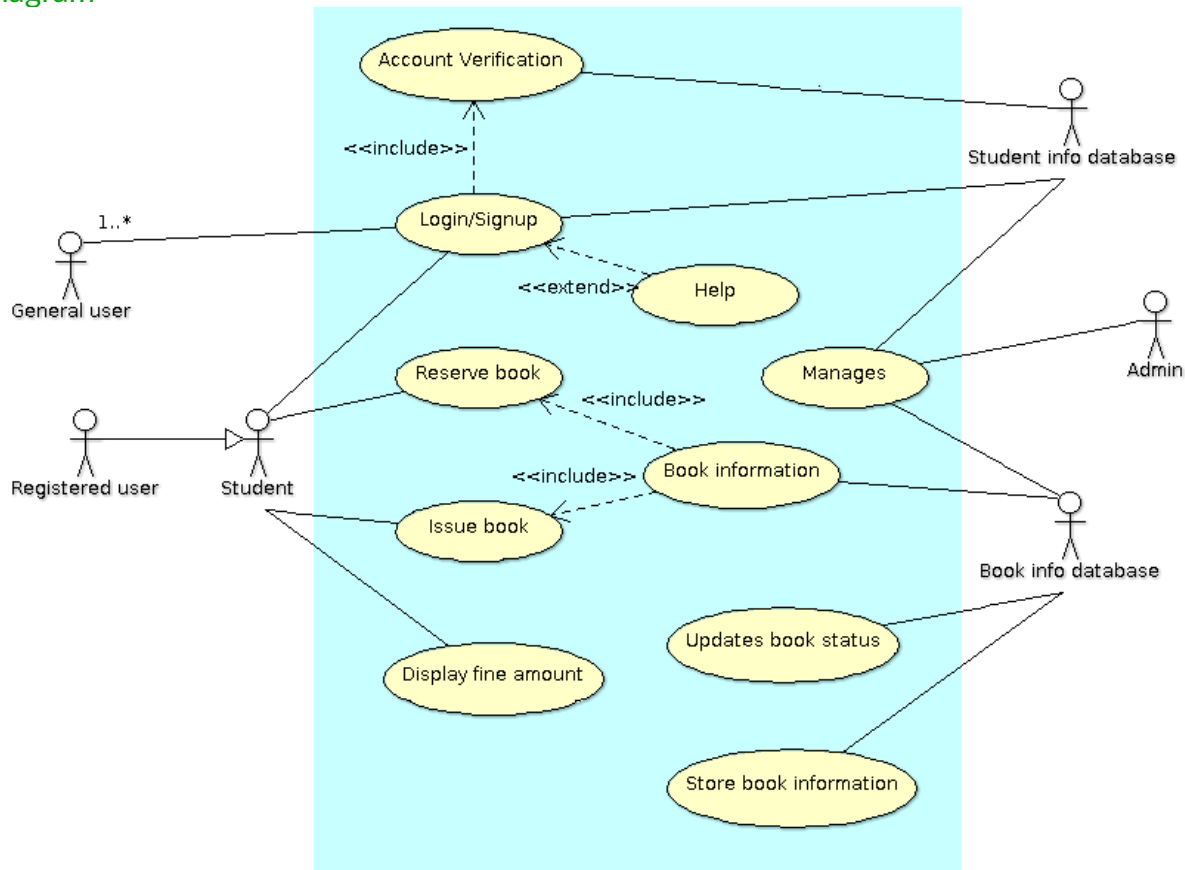 Account Verification
<<include>>
Student info database
1..*
Login/Signup
General user
<<extend>>
Help
Admin
Reserve book
Manages
<<include>>
Registered user
Student
<<include>>
Book information
Issue book
Book info database
Updates book status
Display fine amount
Store book information